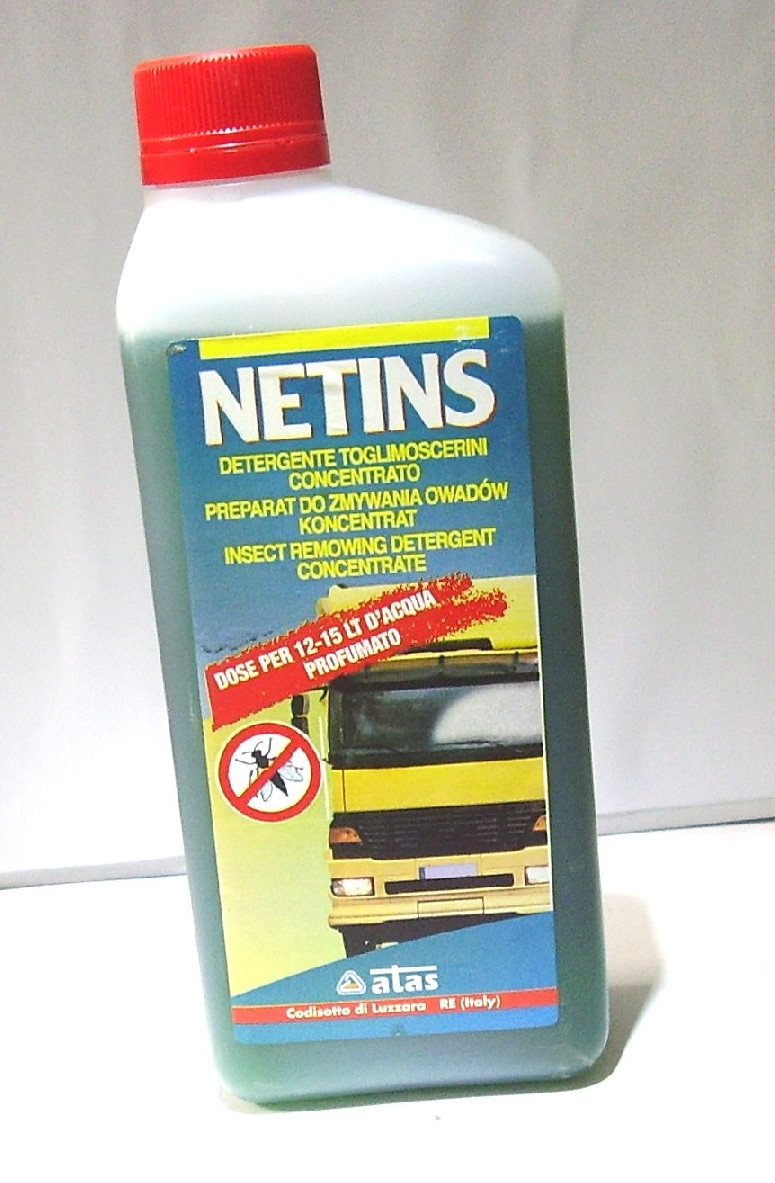 NETINS
DETERGENTE TOGLIMOSCERINI
CONCENTRATO
PREPARAT DO ZMYWANIA OWADÓW
KONCENTRAT
INSECT REMOWING DETERGENT
CONCENTRATE
DOSE PER 12-15 LT D'ACQUA
PROFUMATO
atas
Codisotto di Luzzara RE (Italy)